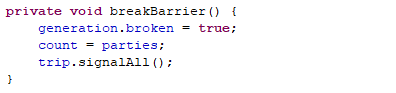 private void breakBarrier() {
    generation.broken = true;
    count = parties;
    trip.signalAll();
}